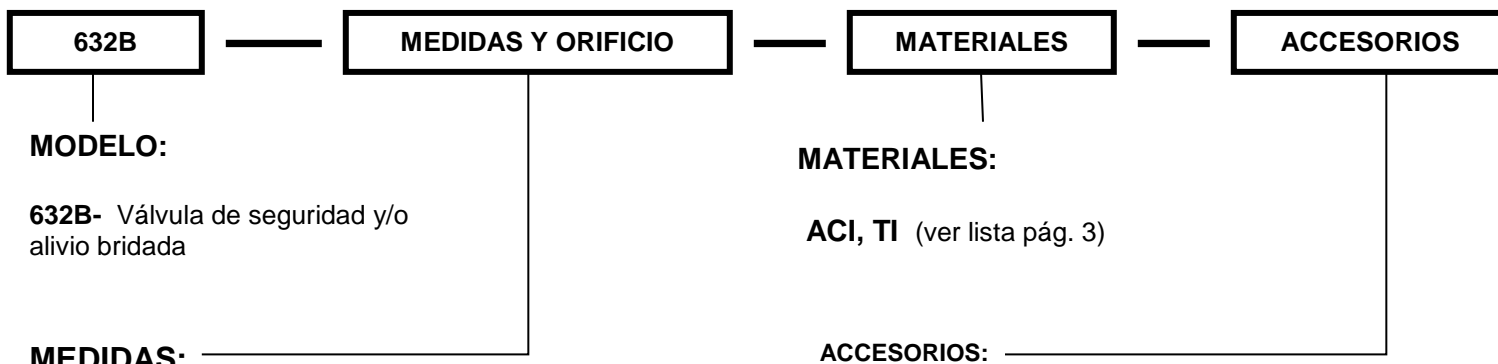 632B
MEDIDAS Y ORIFICIO
MATERIALES
ACCESORIOS
MODELO:
632B- Válvula de seguridad y/o
alivio bridada
MATERIALES:
ACI, TI (ver lista pág. 3)
MEDIDAS:
ACCESORIOS: